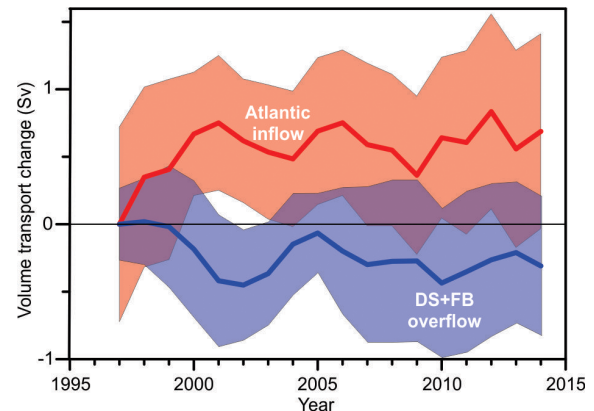 Volume transport change (Sv)
1
0
-1
Atlantic
inflow
DS+FB
overflow
1995
2000
2005
2010
2015
Year